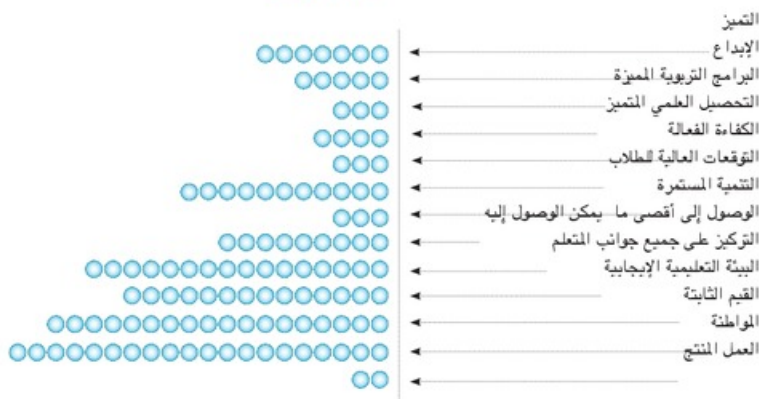 التميز
الإبداع
البرامج التربوية المميزة
التحصيل العلمي المتميز
الكفاءة الفعالة
التوقعات العالية للطلاب
التنمية المستمرة
الوصول إلى أقصى ما يمكن الوصول إليه
التركيز على جميع جوانب المتعلم
البيئة التعليمية الإيجابية
القيم الثابتة
المواطنة
العمل المنتج